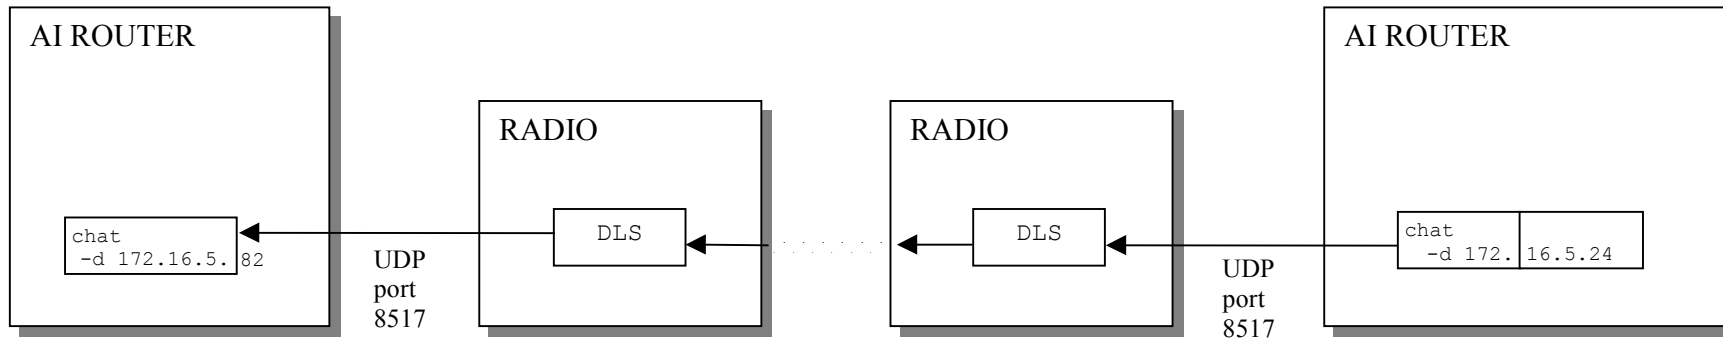 AI ROUTER
RADIO
RADIO
AI ROUTER
chat
-d 172.16.5.82
DLS
DLS
chat
-d 172.16.5.24
UDP
port
8517
UDP
port
8517